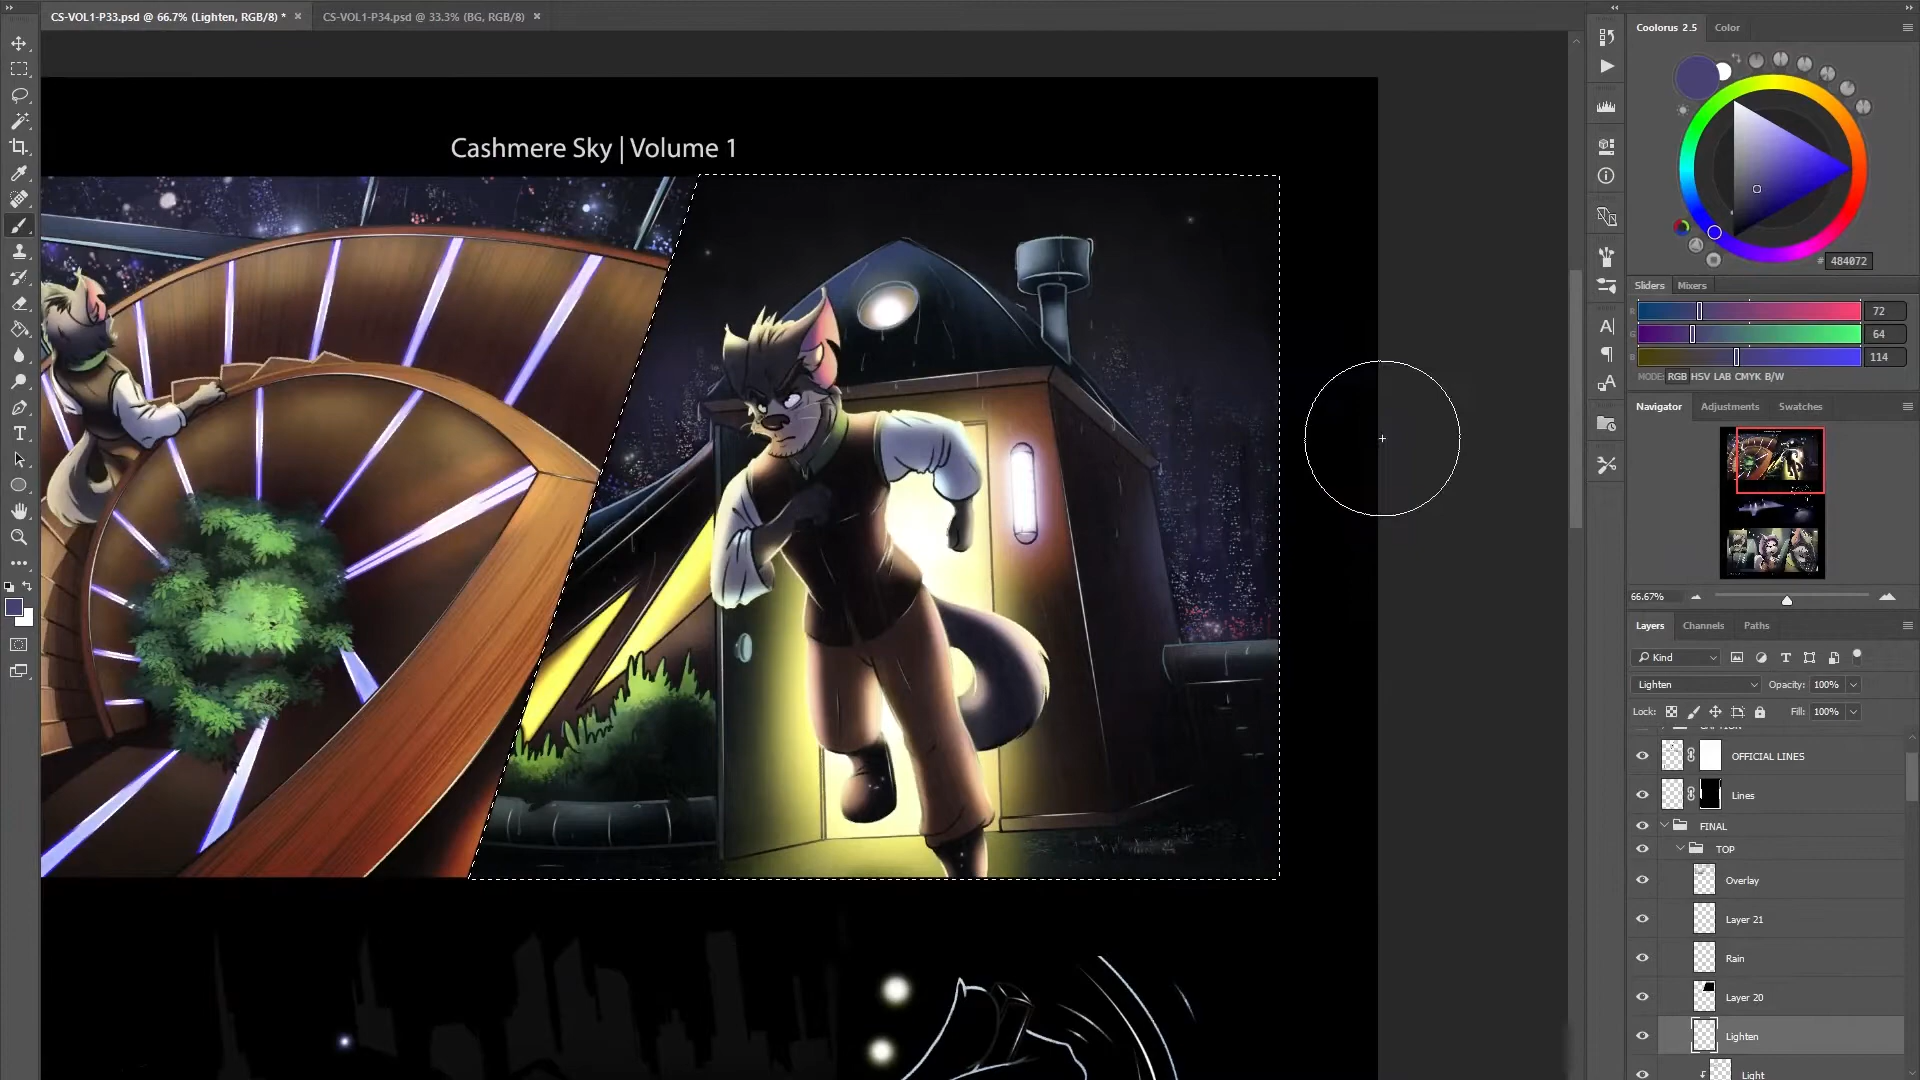 CS-VOL1-P33.psd @ 66.7% (Lighten, RGB/8) * ×
CS-VOL1-P34.psd @ 33.3% (BG, RGB/8) ×
Cashmere Sky | Volume 1
Coolorus 2.5
Color
# 484072
Sliders
Mixers
R
72
G
64
B
114
MODE: RGB HSV LAB CMYK B/W
Navigator
Adjustments
Swatches
66.67%
Layers
Channels
Paths
Kind
Lighten
Opacity: 100%
Lock:
Fill: 100%
OFFICIAL LINES
Lines
FINAL
TOP
Overlay
Layer 21
Rain
Layer 20
Lighten
Light